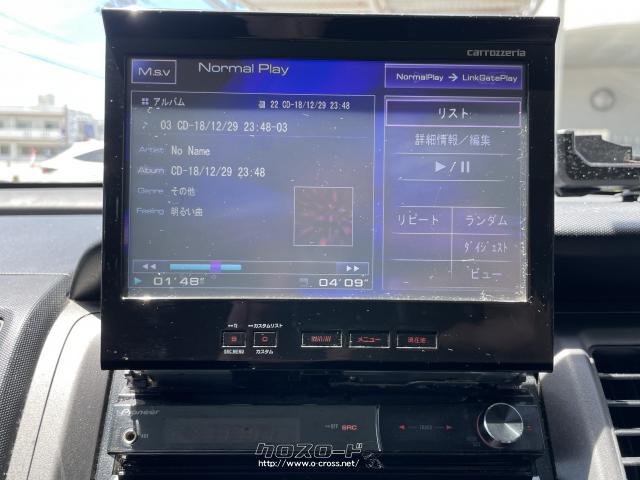 carrozzeria
M.s.v
Normal Play
NormalPlay → LinkGatePlay
アルバム
22 CD-18/12/29 23:48
03 CD-18/12/29 23:48-03
Artist No Name
Album CD-18/12/29 23:48
Genre その他
Feeling 明るい曲
リスト
詳細情報/編集
リピート
ランダム
ダイジェスト
ビュー
01'48"
04'09"
カスタムリスト
SRC.MENU
カスタム
NAVI/AV
メニュー
現在地
Pioneer
OFF
SRC
TRACK
クロスロード
http://www.o-cross.net/